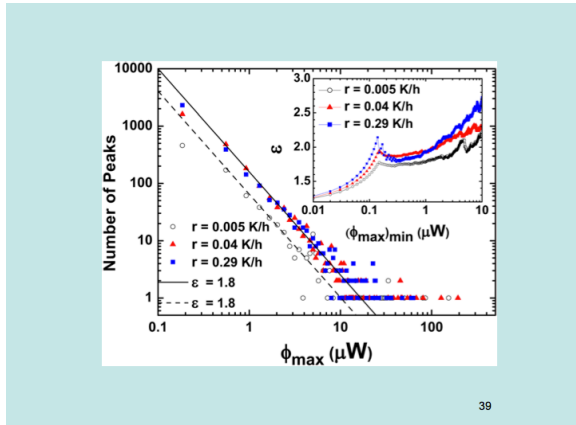 10000
1000
100
10
1
Number of Peaks
0.1
1
10
100
ϕmax (μW)
r = 0.005 K/h
r = 0.04 K/h
r = 0.29 K/h
ε = 1.8
ε = 1.8
3.0
2.5
2.0
1.5
ε
r = 0.005 K/h
r = 0.04 K/h
r = 0.29 K/h
0.01
0.1
1
10
(ϕmax)min (μW)
39